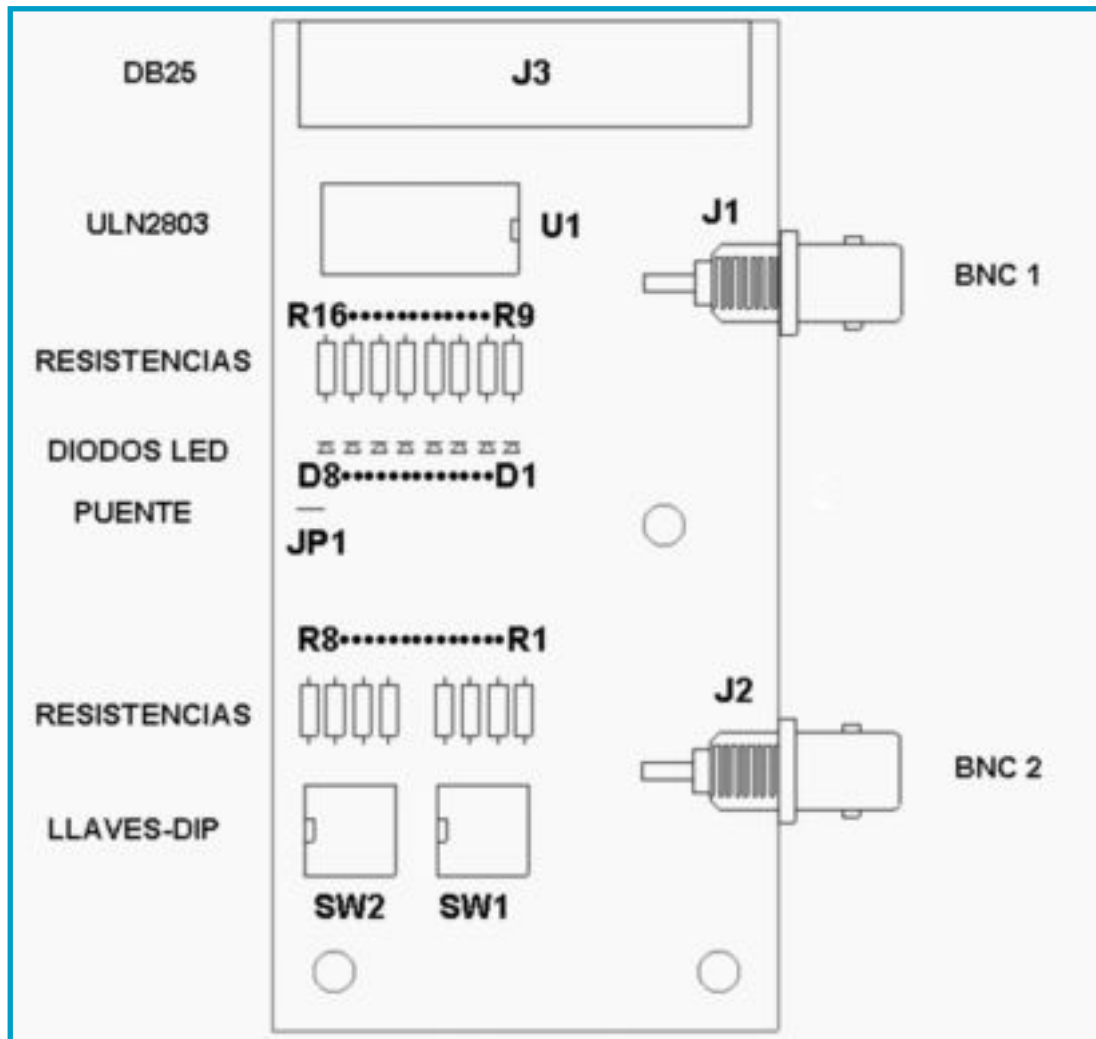 DB25
J3
ULN2803
U1
J1
BNC 1
R16••••••••••••R9
RESISTENCIAS
DIODOS LED
D8•••••••••••••D1
PUENTE
JP1
R8••••••••••••••R1
RESISTENCIAS
J2
BNC 2
LLAVES-DIP
SW2 SW1